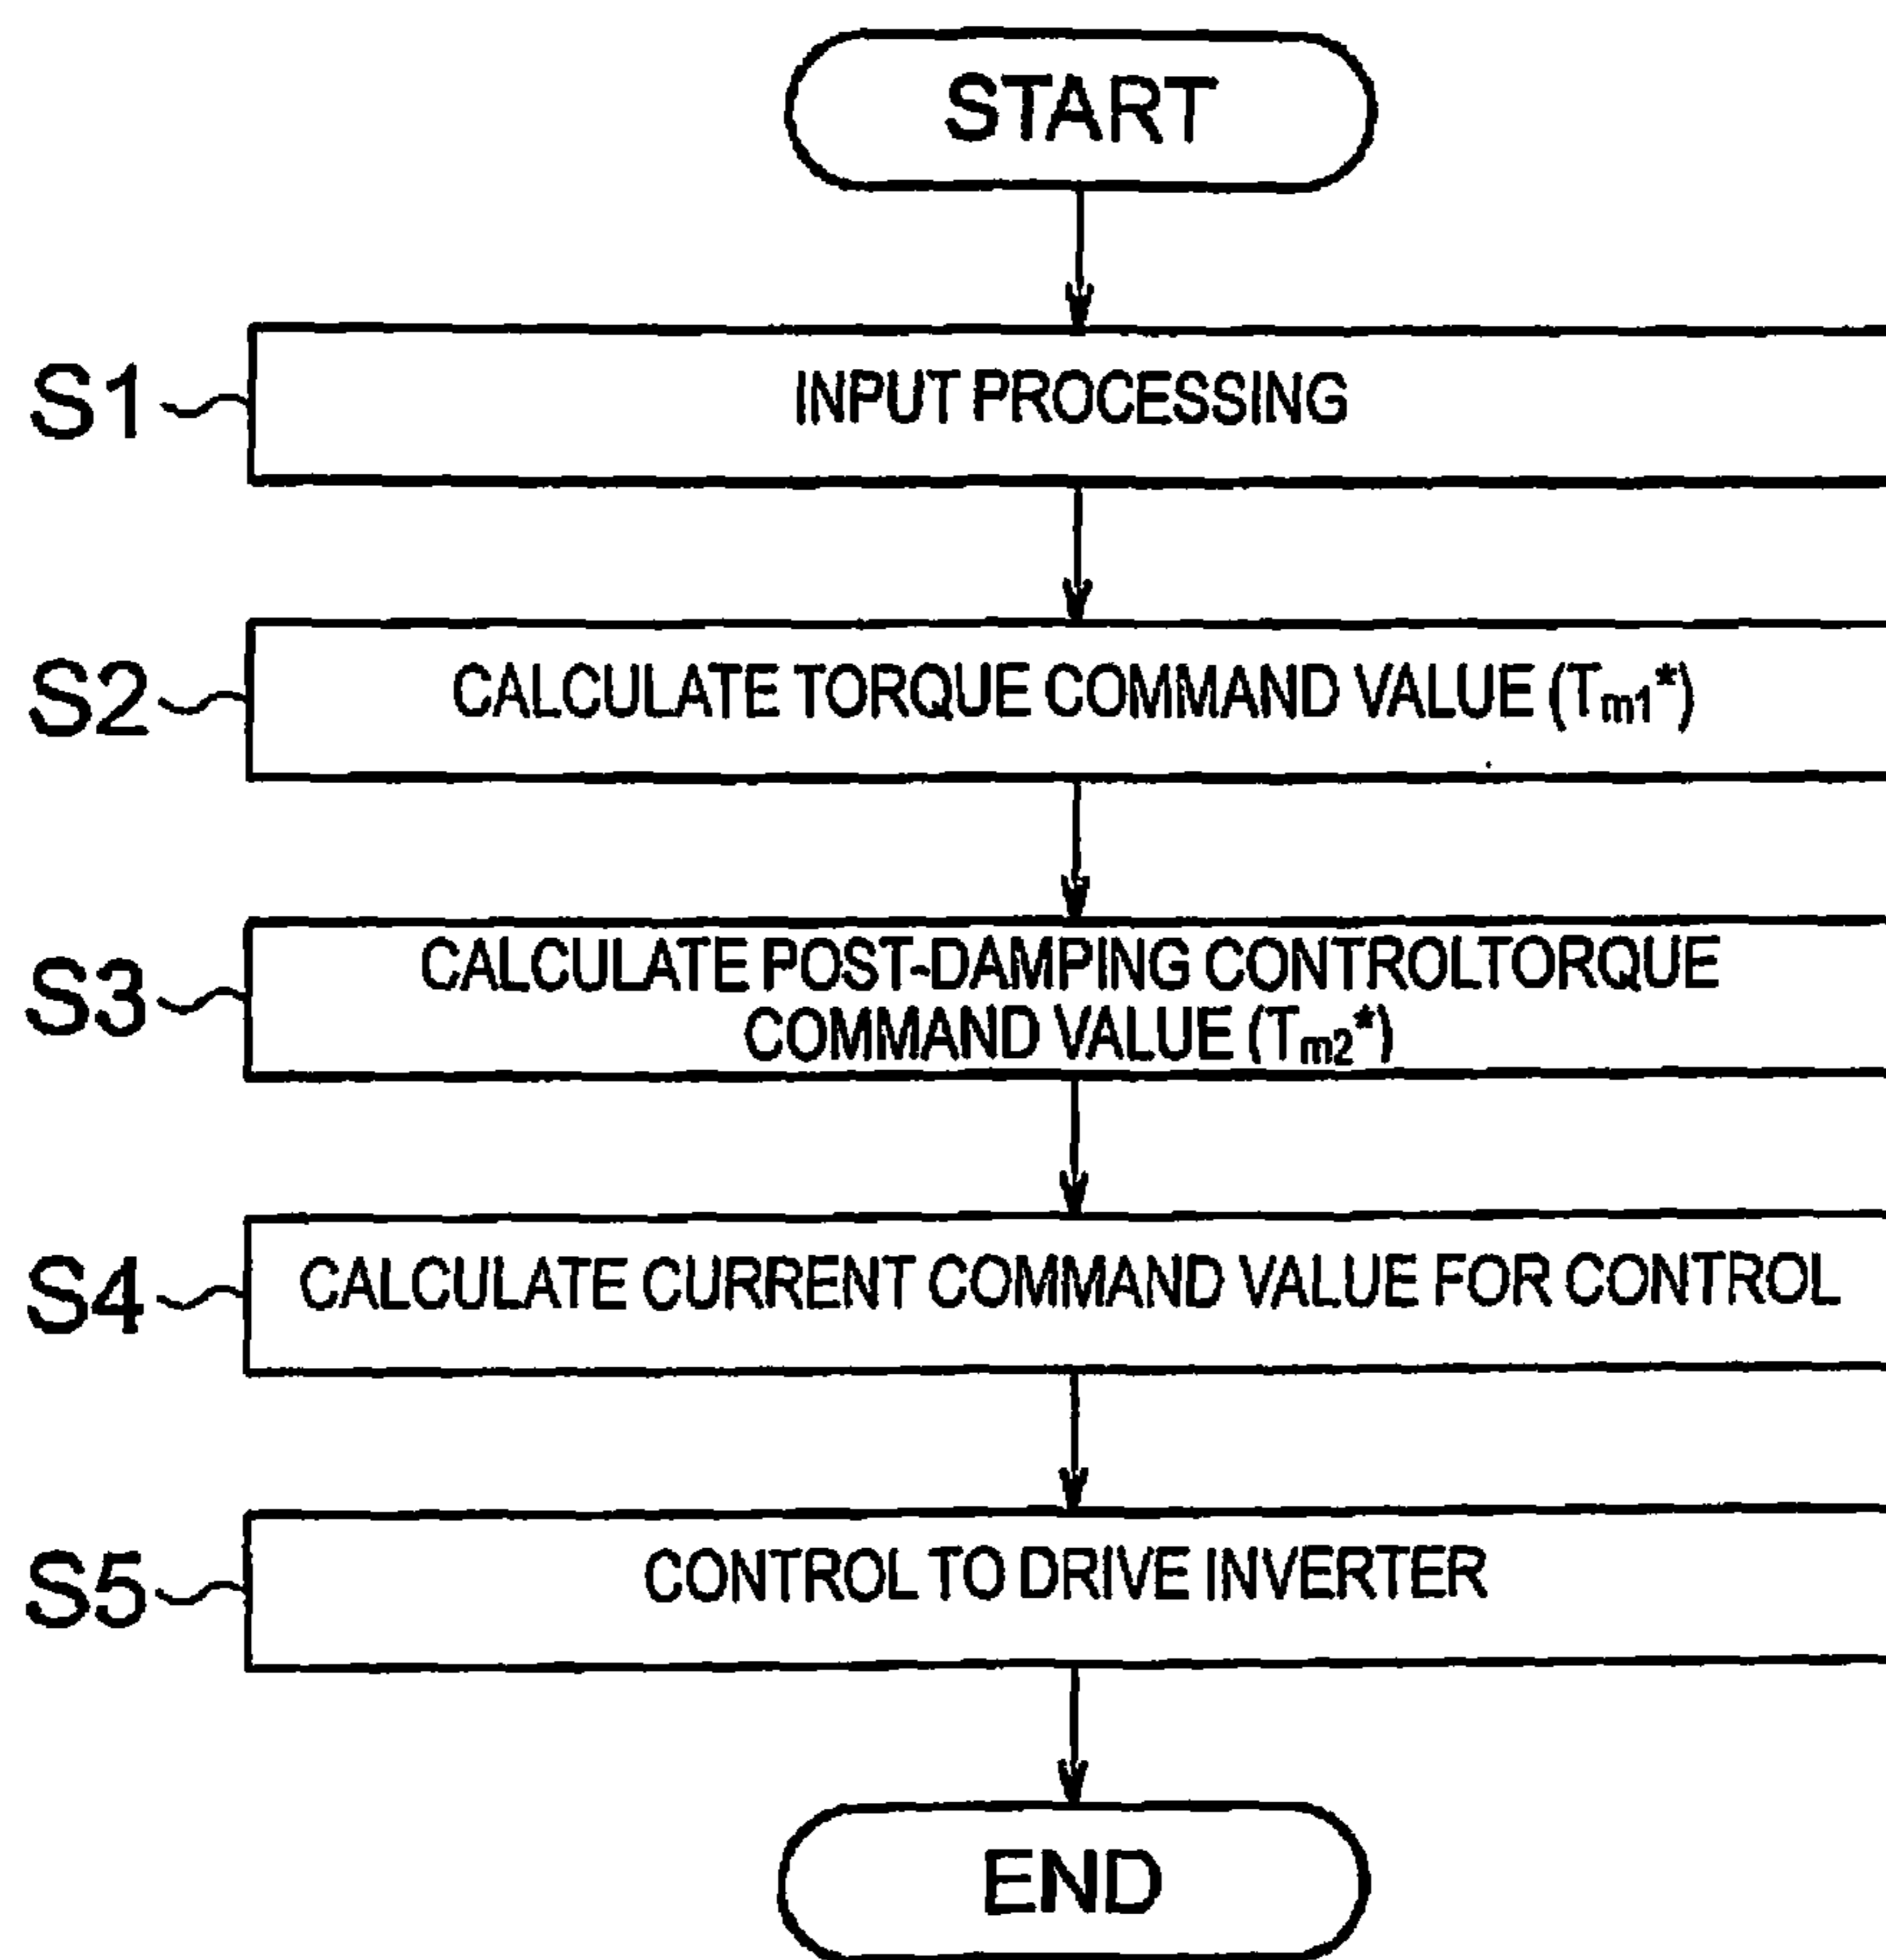 START
S1
INPUT PROCESSING
S2
CALCULATE TORQUE COMMAND VALUE (Tm1*)
S3
CALCULATE POST-DAMPING CONTROLTORQUE
COMMAND VALUE (Tm2*)
S4
CALCULATE CURRENT COMMAND VALUE FOR CONTROL
S5
CONTROL TO DRIVE INVERTER
END